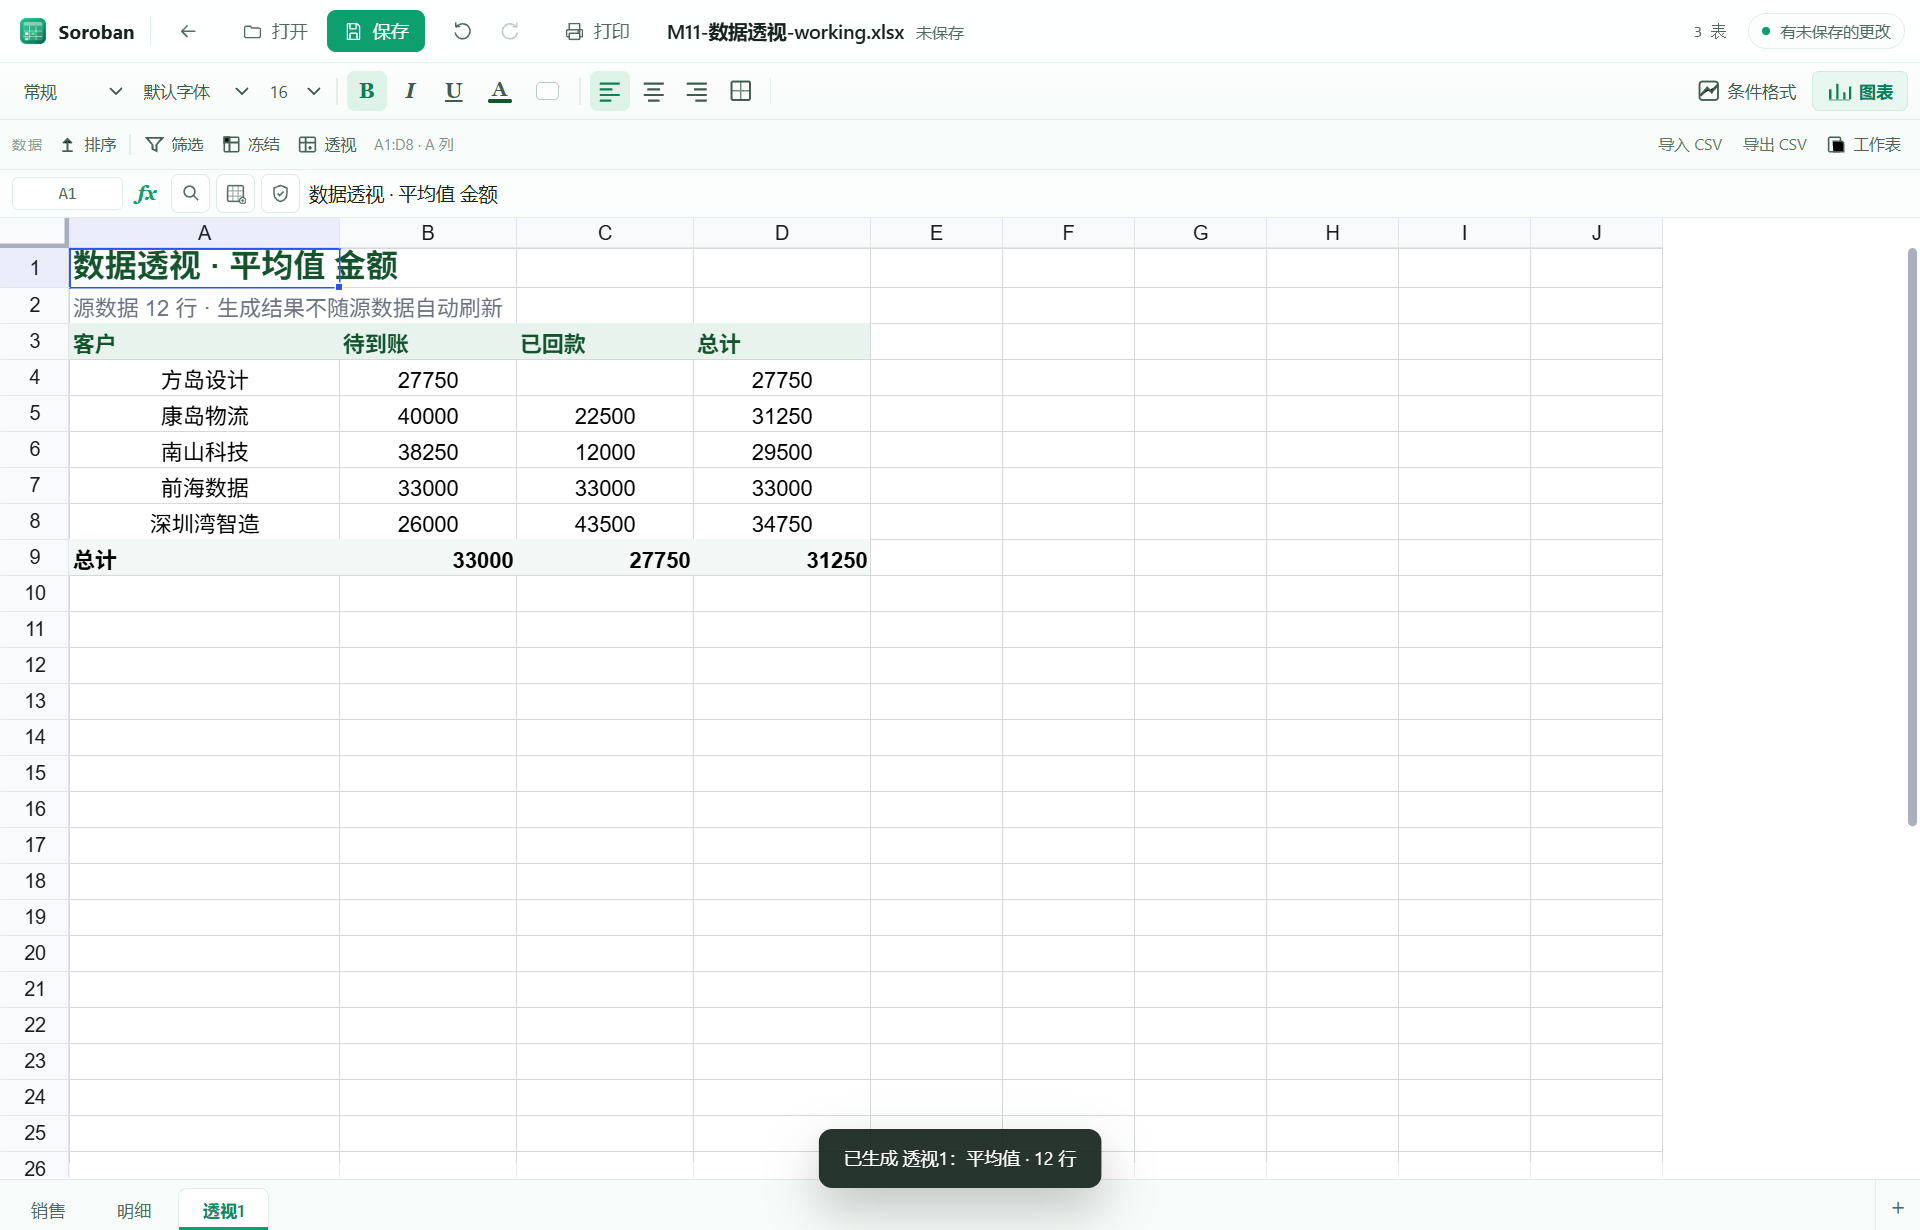 Soroban 打开 保存 打印 M11-数据透视-working.xlsx 未保存 3 表 有未保存的更改
常规 默认字体 16 B I U A 条件格式 图表
数据 排序 筛选 冻结 透视 A1:D8 · A 列 导入 CSV 导出 CSV 工作表
A1 fx 数据透视 · 平均值 金额
A B C D E F G H I J
1 数据透视 · 平均值 金额
2 源数据 12 行 · 生成结果不随源数据自动刷新
3 客户 待到账 已回款 总计
4 方岛设计 27750 27750
5 康岛物流 40000 22500 31250
6 南山科技 38250 12000 29500
7 前海数据 33000 33000 33000
8 深圳湾智造 26000 43500 34750
9 总计 33000 27750 31250
10
11
12
13
14
15
16
17
18
19
20
21
22
23
24
25
26
已生成 透视1：平均值 · 12 行
销售 明细 透视1 +